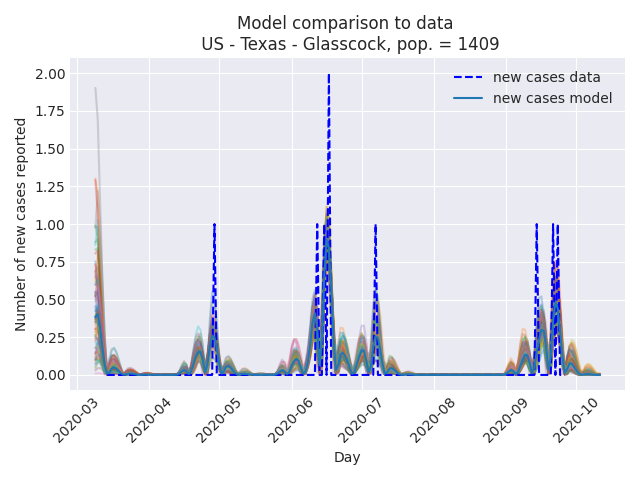 Model comparison to data
US - Texas - Glasscock, pop. = 1409
new cases data
new cases model
Number of new cases reported
2.00
1.75
1.50
1.25
1.00
0.75
0.50
0.25
0.00
2020-03
2020-04
2020-05
2020-06
2020-07
2020-08
2020-09
2020-10
Day